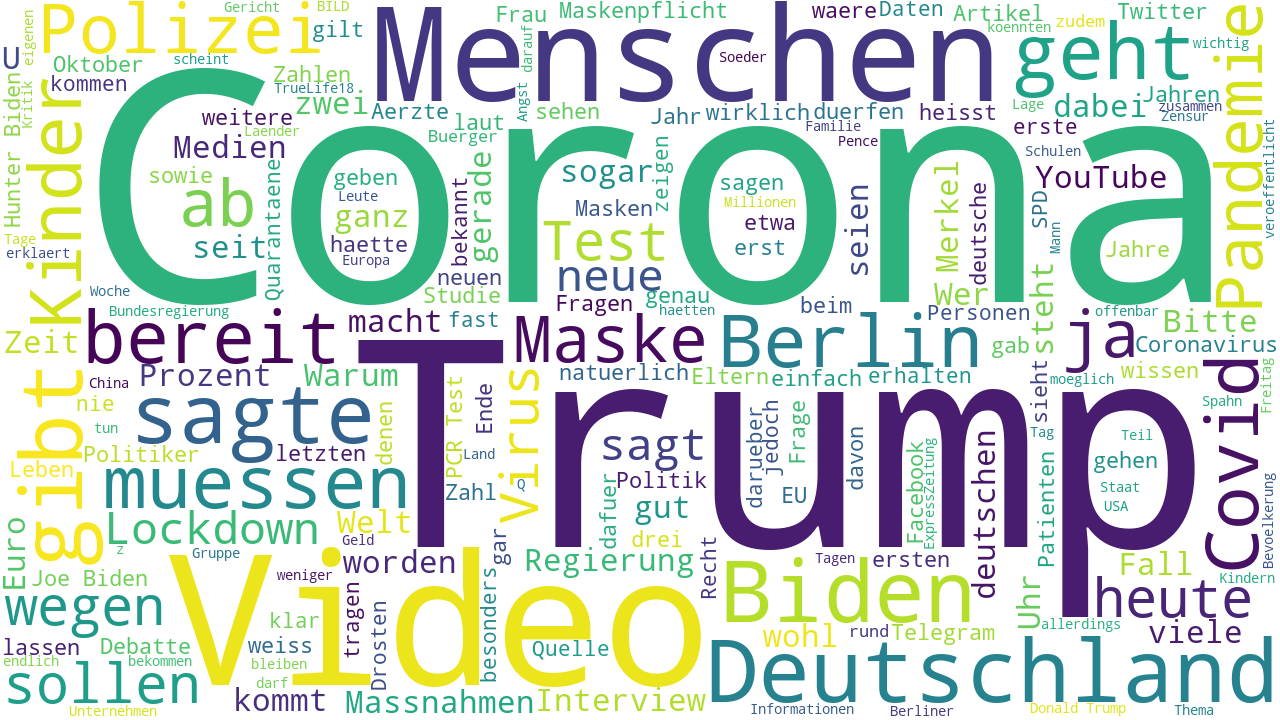 Gericht
BILD
Polizei
gilt
Menschen
Frau
Maskenpflicht
waere
Daten
Artikel
koennten
zudem
Twitter
wichtig
eigenen
U
Oktober
scheint
kommen
Zahlen
TrueLife18
zwei
Soeder
darauf
geht
Pandemie
Kritik
Hunter Biden
Kinder
weitere
Laender
Aerzte
Buerger
laut
Angst
sehen
Jahr
wirklich
duerfen
Familie
Pence
heisst
Lage
erste
dabei
Jahren
zusammen
Zensur
Schulen
veroeffentlicht
Medien
Corona
sowie
ab
seit
Quarantaene
geben
Leute
ganz
haette
Europa
bekannt
gerade
neuen
Studie
sogar
Masken
Test
neue
zeigen
sagen
Millionen
etwa
erst
seien
Merkel
deutsche
YouTube
SPD
Mann
Jahre
Tage
erklaert
Woche
Bundesregierung
Fragen
genau
haetten
beim
Wer
Personen
steht
offenbar
Zeit
bereit
macht
fast
Maske
Berlin
gab
ja
Bitte
Coronavirus
China
Prozent
Warum
natuerlich
Eltern
einfach
erhalten
sieht
moeglich
wissen
Freitag
nie
tun
gibt
sagte
denen
PCR Test
Ende
Virus
Trump
Spahn
Covid
Politiker
letzten
Land
sagt
darueber
jedoch
Frage
davon
Facebook
ExpressZeitung
deutschen
Tag
Teil
gehen
Staat
USA
Patienten
Leben
muessen
Zahl
Q
Politik
EU
gut
dafuer
Bevoelkerung
Euro
Lockdown
z
Welt
Geld
gar
drei
Gruppe
Regierung
Recht
Tagen
ersten
Fall
Kindern
Joe Biden
worden
weniger
Video
Biden
Uhr
heute
wegen
klar
tragen
besonders
wohl
rund
Telegram
allerdings
viele
lassen
Debatte
weiss
Drosten
Quelle
endlich
bekommen
bleiben
sollen
darf
kommt
Massnahmen
Interview
Deutschland
Unternehmen
Informationen
Berliner
Donald Trump
Thema